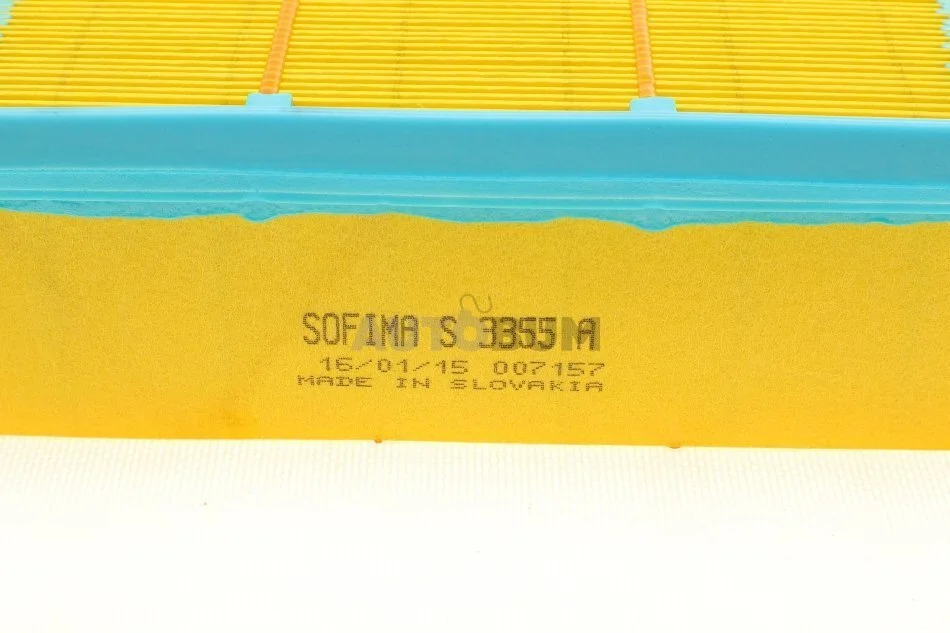 SOFIMA S 3355 A
16/01/15 007157
MADE IN SLOVAKIA